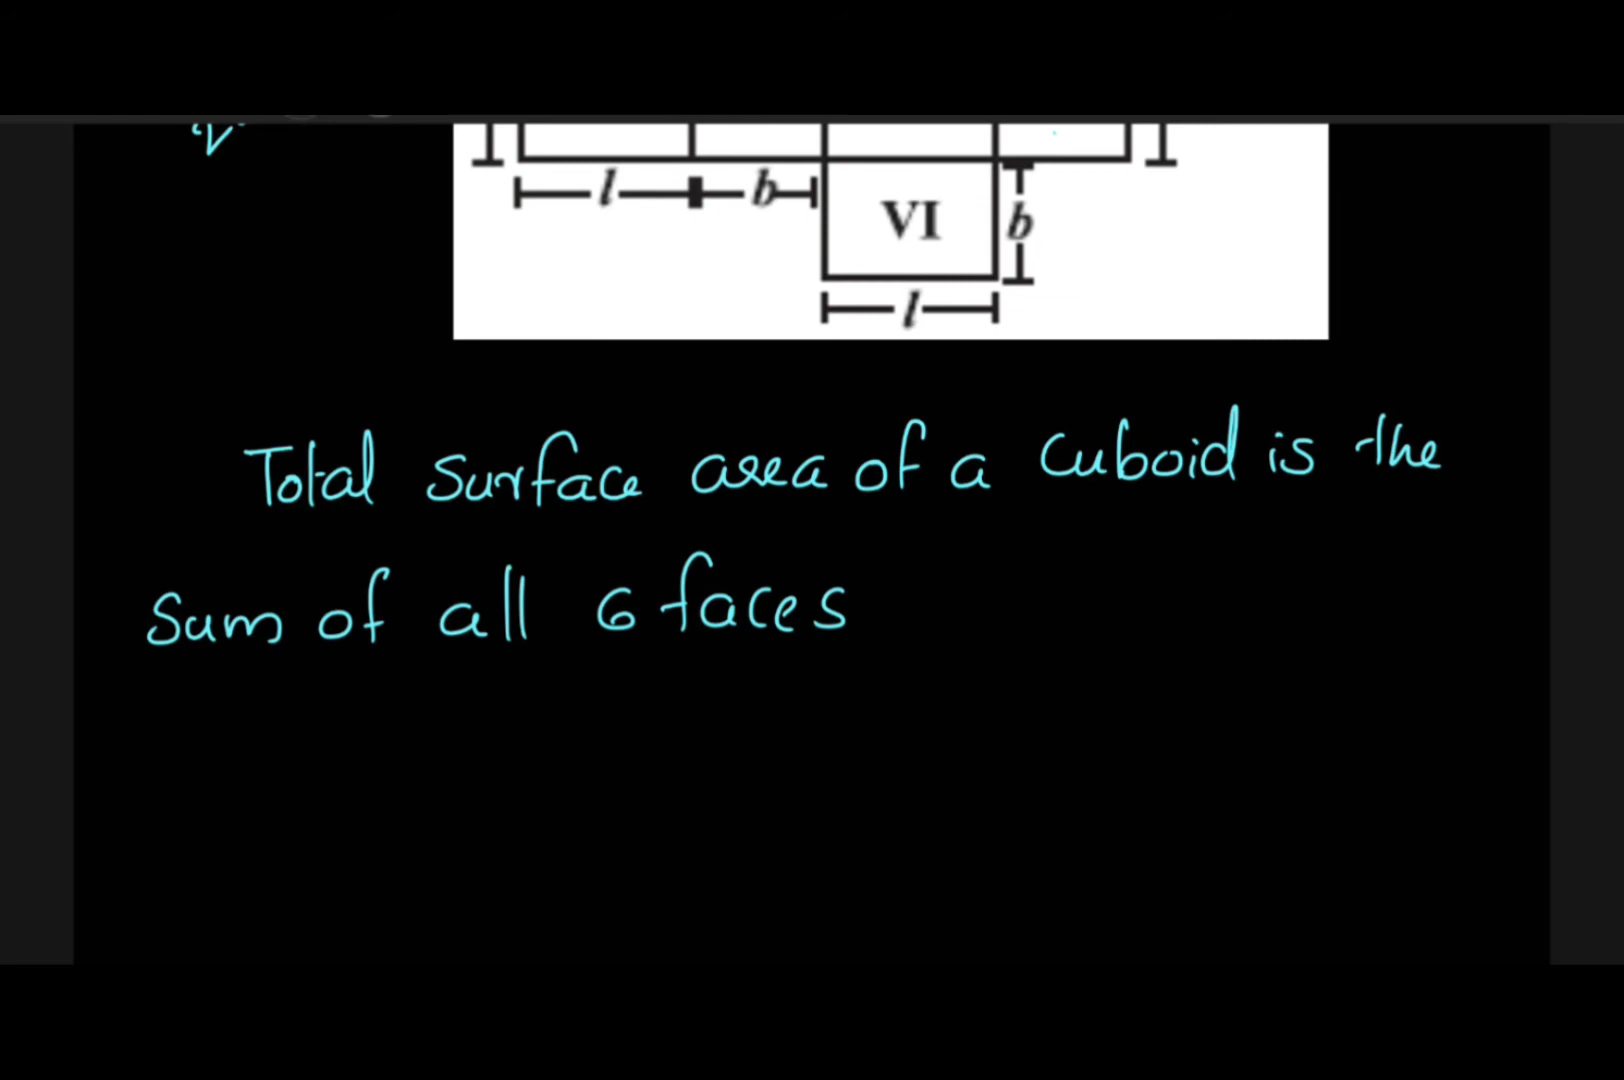 l b
VI b
l
Total surface area of a cuboid is the
sum of all 6 faces